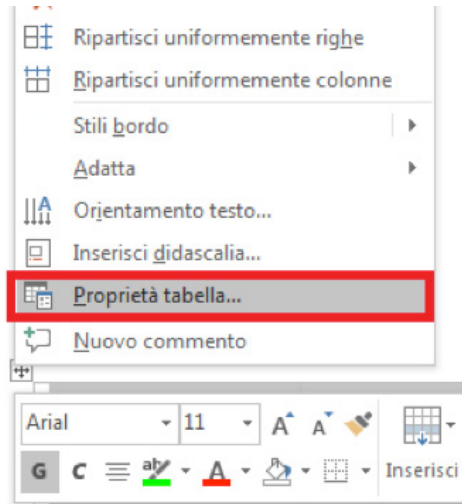 Ripartisci uniformemente righe
Ripartisci uniformemente colonne
Stili bordo
Adatta
Orientamento testo...
Inserisci didascalia...
Proprietà tabella...
Nuovo commento
Arial 11 A A
G C aby A Inserisci